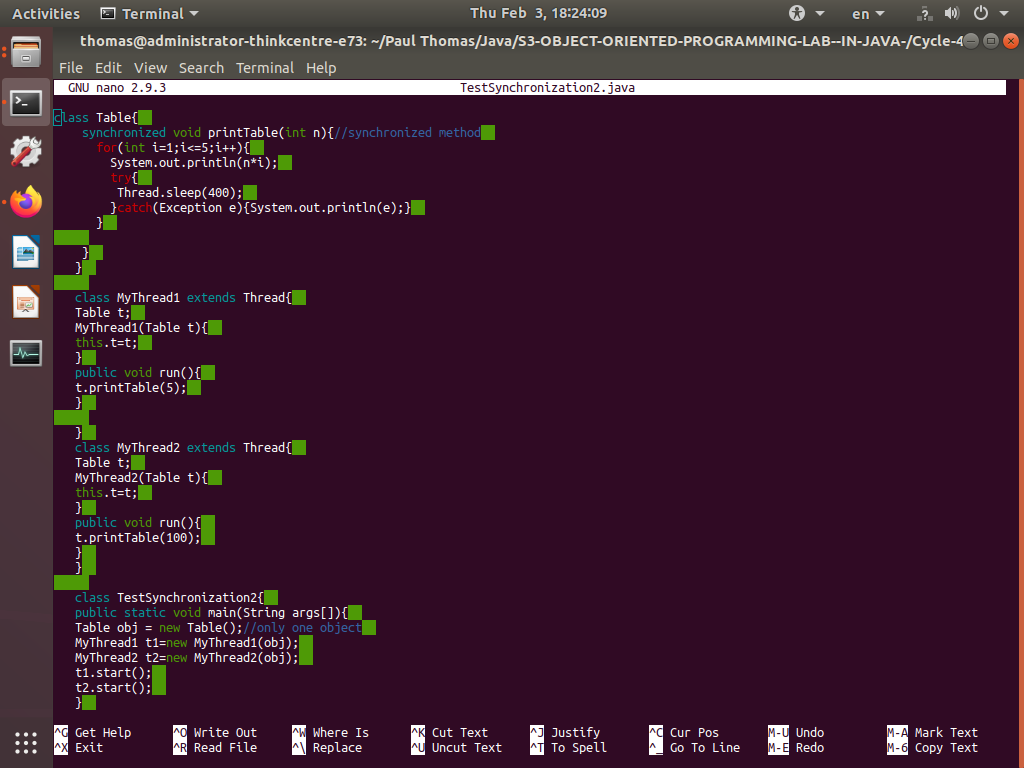 Activities Terminal Thu Feb 3, 18:24:09 en
thomas@administrator-thinkcentre-e73: ~/Paul Thomas/Java/S3-OBJECT-ORIENTED-PROGRAMMING-LAB--IN-JAVA-/Cycle-4
File Edit View Search Terminal Help
GNU nano 2.9.3 TestSynchronization2.java
class Table{
synchronized void printTable(int n){//synchronized method
for(int i=1;i<=5;i++){
System.out.println(n*i);
try{
Thread.sleep(400);
}catch(Exception e){System.out.println(e);}
}
}
}
class MyThread1 extends Thread{
Table t;
MyThread1(Table t){
this.t=t;
}
public void run(){
t.printTable(5);
}
}
class MyThread2 extends Thread{
Table t;
MyThread2(Table t){
this.t=t;
}
public void run(){
t.printTable(100);
}
}
class TestSynchronization2{
public static void main(String args[]){
Table obj = new Table();//only one object
MyThread1 t1=new MyThread1(obj);
MyThread2 t2=new MyThread2(obj);
t1.start();
t2.start();
}
^G Get Help ^O Write Out ^W Where Is ^K Cut Text ^J Justify ^C Cur Pos M-U Undo M-A Mark Text
^X Exit ^R Read File ^\ Replace ^U Uncut Text ^T To Spell ^_ Go To Line M-E Redo M-6 Copy Text